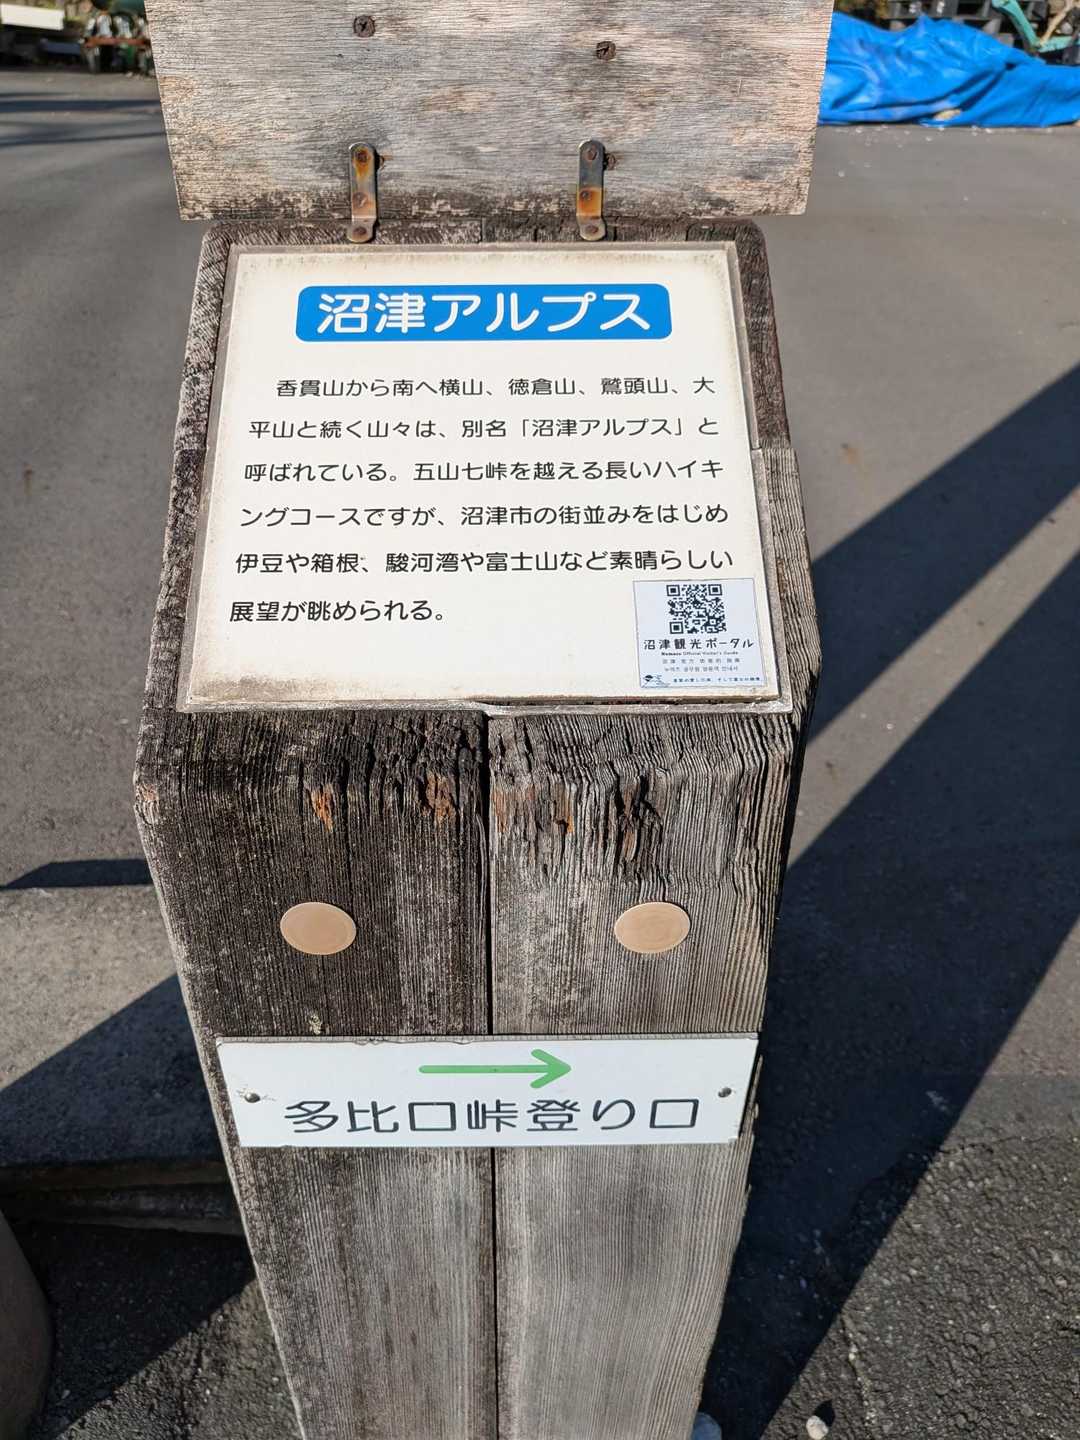 沼津アルプス
香貫山から南へ横山、徳倉山、鷲頭山、大
平山と続く山々は、別名「沼津アルプス」と
呼ばれている。五山七峠を越える長いハイキ
ングコースですが、沼津市の街並みをはじめ
伊豆や箱根、駿河湾や富士山など素晴らしい
展望が眺められる。
沼津観光ポータル
Numazu Official Visitor's Guide
多比口峠登り口